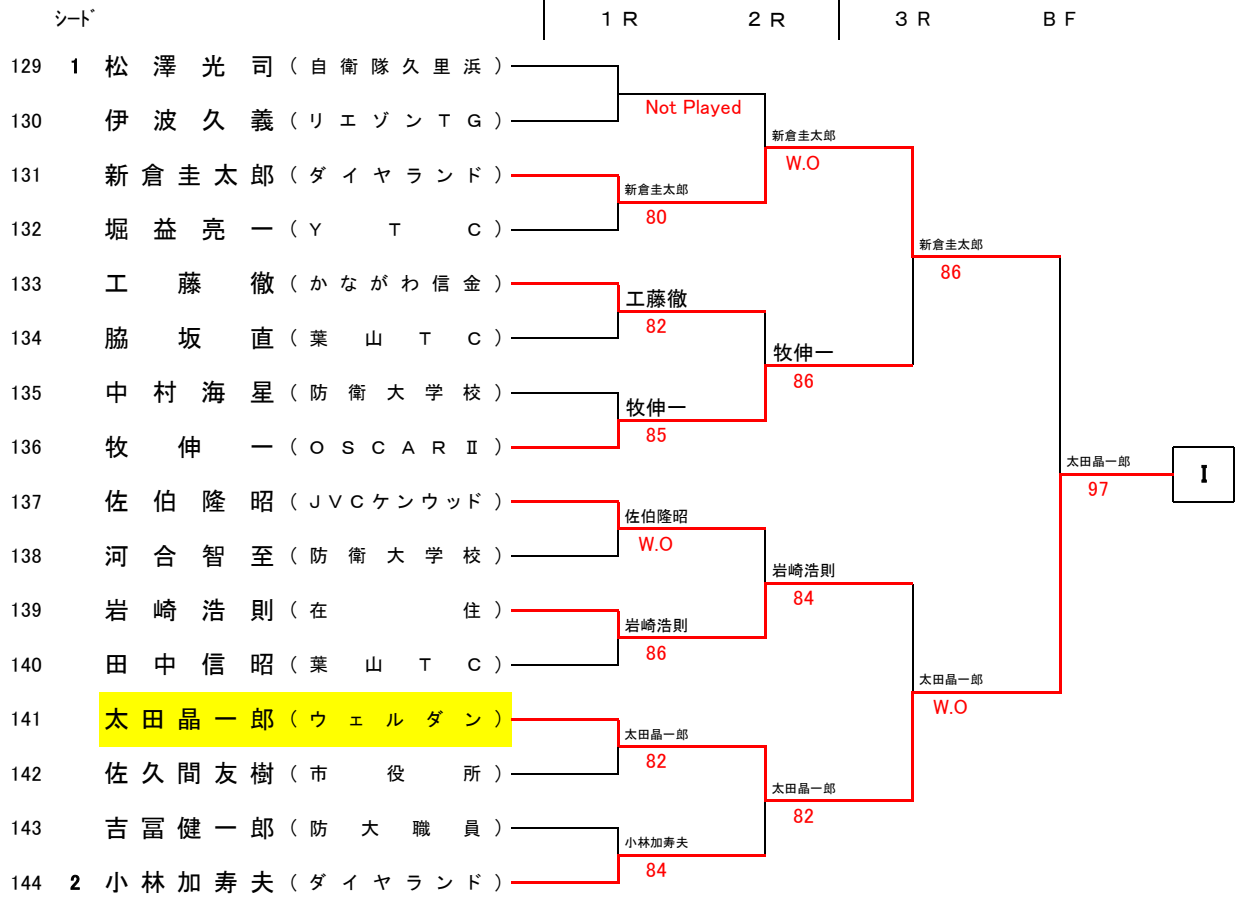 シード 1R 2R 3R BF
129 1 松澤光司(自衛隊久里浜)
Not Played
130 伊波久義(リエゾンTG)
新倉圭太郎
W.O
131 新倉圭太郎(ダイヤランド)
新倉圭太郎
80
132 堀益亮一(YTC)
新倉圭太郎
86
133 工藤徹(かながわ信金)
工藤徹
82
134 脇坂直(葉山TC)
牧伸一
86
135 中村海星(防衛大学校)
牧伸一
85
136 牧伸一(OSCARⅡ)
太田晶一郎
97
I
137 佐伯隆昭(JVCケンウッド)
佐伯隆昭
W.O
138 河合智至(防衛大学校)
岩崎浩則
84
139 岩崎浩則(在住)
岩崎浩則
86
140 田中信昭(葉山TC)
太田晶一郎
W.O
141 太田晶一郎(ウェルダン)
太田晶一郎
82
142 佐久間友樹(市役所)
太田晶一郎
82
143 吉冨健一郎(防大職員)
小林加寿夫
84
144 2 小林加寿夫(ダイヤランド)